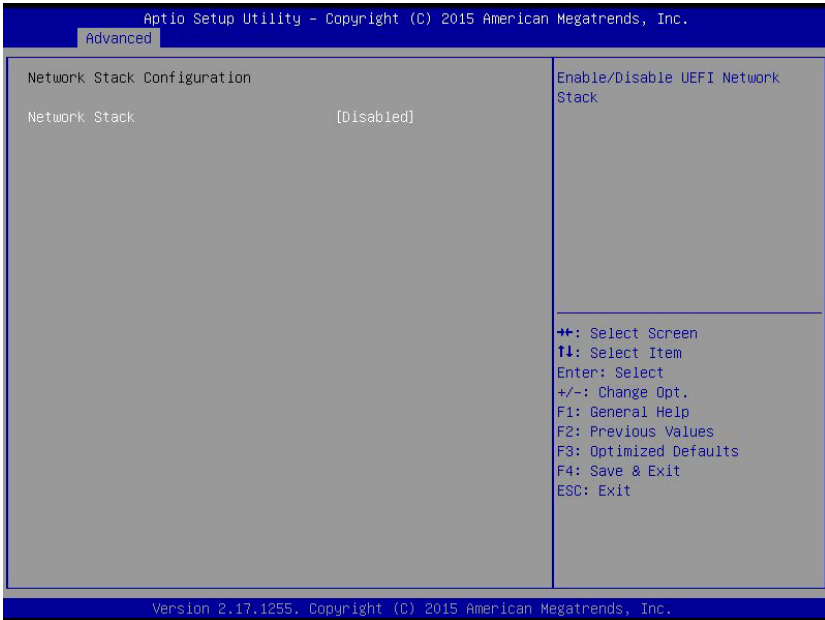 Aptio Setup Utility – Copyright (C) 2015 American Megatrends, Inc.
Advanced
Network Stack Configuration
Network Stack [Disabled]
Enable/Disable UEFI Network
Stack
→←: Select Screen
↑↓: Select Item
Enter: Select
+/-: Change Opt.
F1: General Help
F2: Previous Values
F3: Optimized Defaults
F4: Save & Exit
ESC: Exit
Version 2.17.1255. Copyright (C) 2015 American Megatrends, Inc.